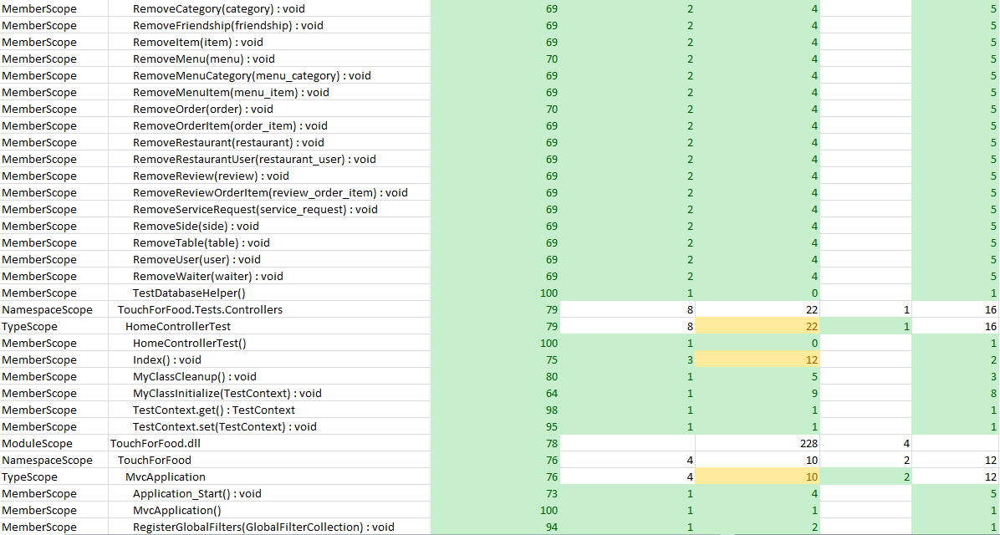 MemberScope RemoveCategory(category) : void 69 2 4 5
MemberScope RemoveFriendship(friendship) : void 69 2 4 5
MemberScope RemoveItem(item) : void 69 2 4 5
MemberScope RemoveMenu(menu) : void 70 2 4 5
MemberScope RemoveMenuCategory(menu_category) : void 69 2 4 5
MemberScope RemoveMenuItem(menu_item) : void 69 2 4 5
MemberScope RemoveOrder(order) : void 70 2 4 5
MemberScope RemoveOrderItem(order_item) : void 69 2 4 5
MemberScope RemoveRestaurant(restaurant) : void 69 2 4 5
MemberScope RemoveRestaurantUser(restaurant_user) : void 69 2 4 5
MemberScope RemoveReview(review) : void 69 2 4 5
MemberScope RemoveReviewOrderItem(review_order_item) : void 69 2 4 5
MemberScope RemoveServiceRequest(service_request) : void 69 2 4 5
MemberScope RemoveSide(side) : void 69 2 4 5
MemberScope RemoveTable(table) : void 69 2 4 5
MemberScope RemoveUser(user) : void 69 2 4 5
MemberScope RemoveWaiter(waiter) : void 69 2 4 5
MemberScope TestDatabaseHelper() 100 1 0 1
NamespaceScope TouchForFood.Tests.Controllers 79 8 22 1 16
TypeScope HomeControllerTest 79 8 22 1 16
MemberScope HomeControllerTest() 100 1 0 1
MemberScope Index() : void 75 3 12 2
MemberScope MyClassCleanup() : void 80 1 5 3
MemberScope MyClassInitialize(TestContext) : void 64 1 9 8
MemberScope TestContext.get() : TestContext 98 1 1 1
MemberScope TestContext.set(TestContext) : void 95 1 1 1
ModuleScope TouchForFood.dll 78 228 4
NamespaceScope TouchForFood 76 4 10 2 12
TypeScope MvcApplication 76 4 10 2 12
MemberScope Application_Start() : void 73 1 4 5
MemberScope MvcApplication() 100 1 1 1
MemberScope RegisterGlobalFilters(GlobalFilterCollection) : void 94 1 2 1